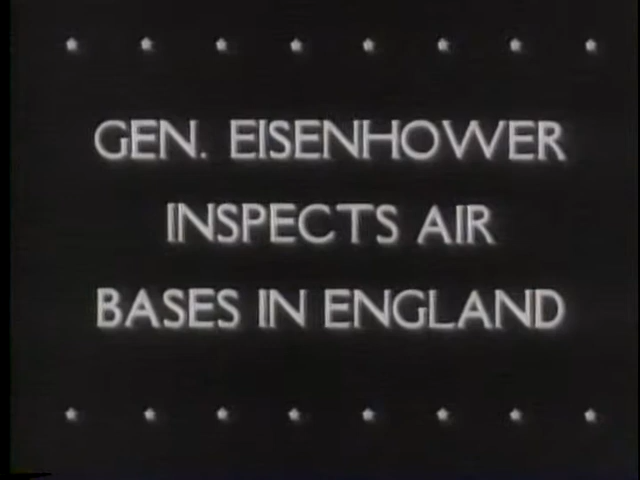 GEN. EISENHOWER
INSPECTS AIR
BASES IN ENGLAND